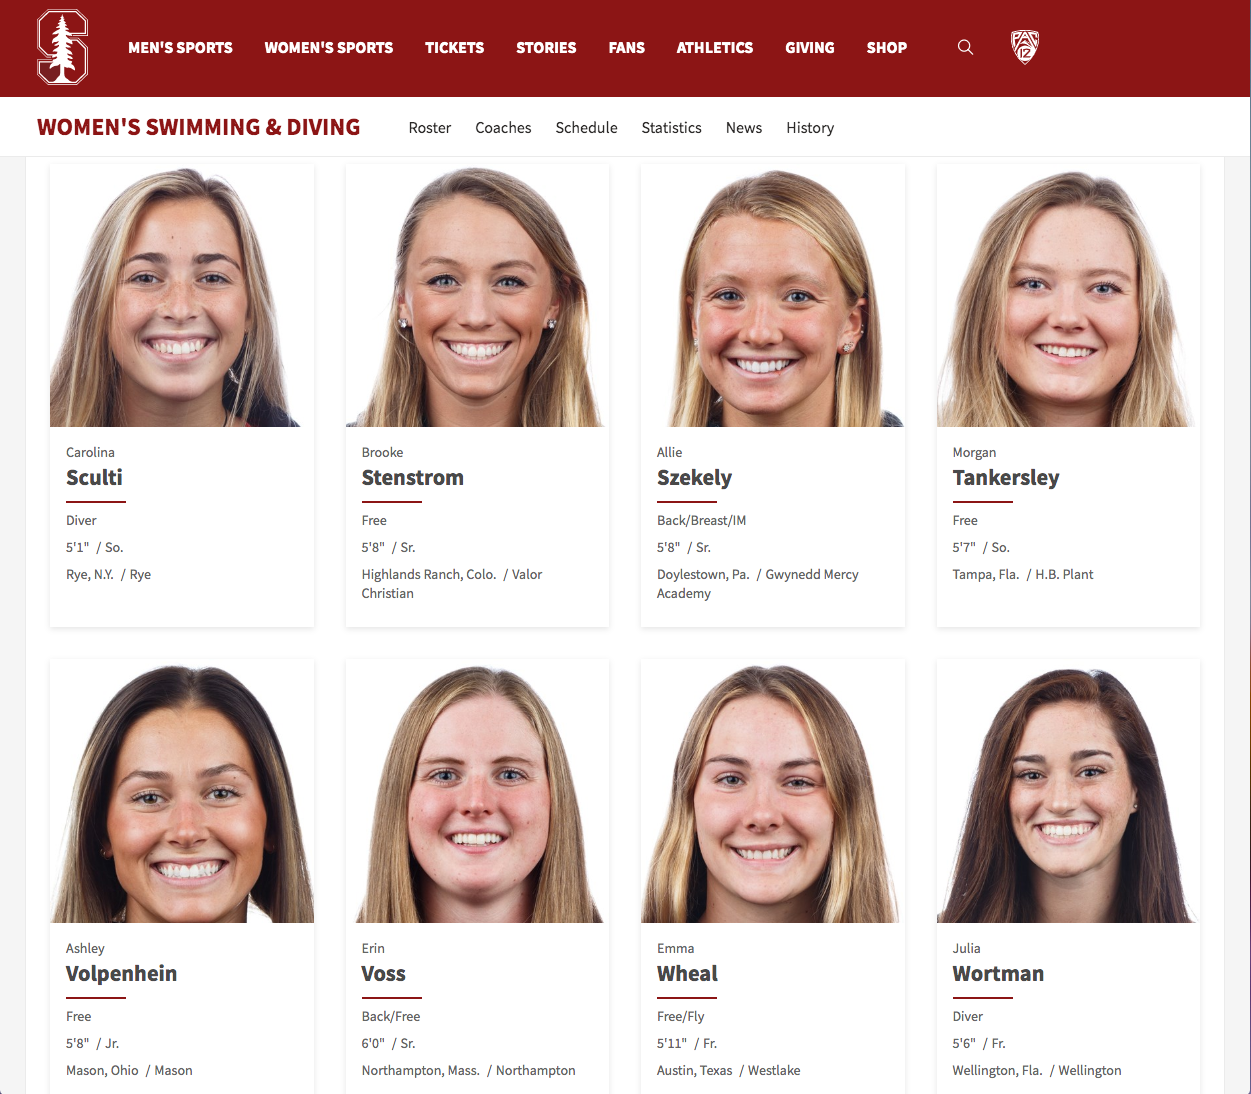 S
MEN'S SPORTS WOMEN'S SPORTS TICKETS STORIES FANS ATHLETICS GIVING SHOP
PAC
12
WOMEN'S SWIMMING & DIVING Roster Coaches Schedule Statistics News History
Carolina
Sculti
Diver
5'1" / So.
Rye, N.Y. / Rye
Brooke
Stenstrom
Free
5'8" / Sr.
Highlands Ranch, Colo. / Valor
Christian
Allie
Szekely
Back/Breast/IM
5'8" / Sr.
Doylestown, Pa. / Gwynedd Mercy
Academy
Morgan
Tankersley
Free
5'7" / So.
Tampa, Fla. / H.B. Plant
Ashley
Volpenhein
Free
5'8" / Jr.
Mason, Ohio / Mason
Erin
Voss
Back/Free
6'0" / Sr.
Northampton, Mass. / Northampton
Emma
Wheal
Free/Fly
5'11" / Fr.
Austin, Texas / Westlake
Julia
Wortman
Diver
5'6" / Fr.
Wellington, Fla. / Wellington